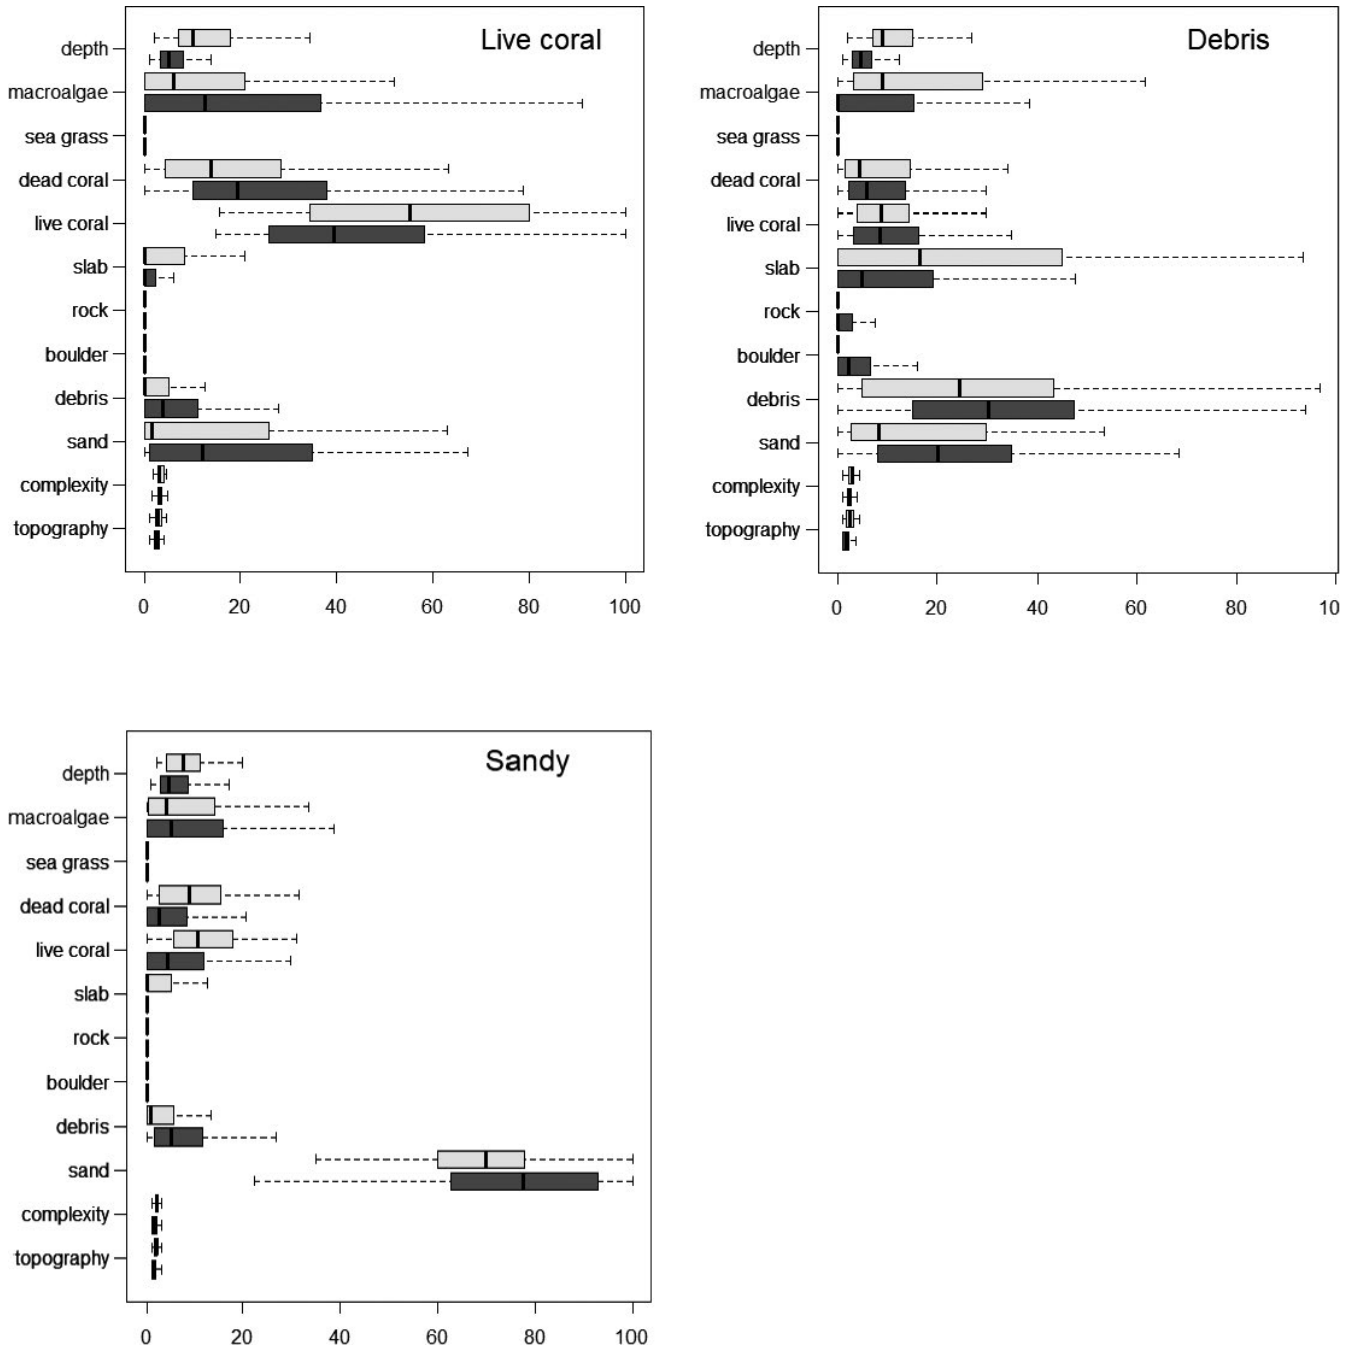 Live coral
depth
macroalgae
sea grass
dead coral
live coral
slab
rock
boulder
debris
sand
complexity
topography
0 20 40 60 80 100
Debris
depth
macroalgae
sea grass
dead coral
live coral
slab
rock
boulder
debris
sand
complexity
topography
0 20 40 60 80 10
Sandy
depth
macroalgae
sea grass
dead coral
live coral
slab
rock
boulder
debris
sand
complexity
topography
0 20 40 60 80 100